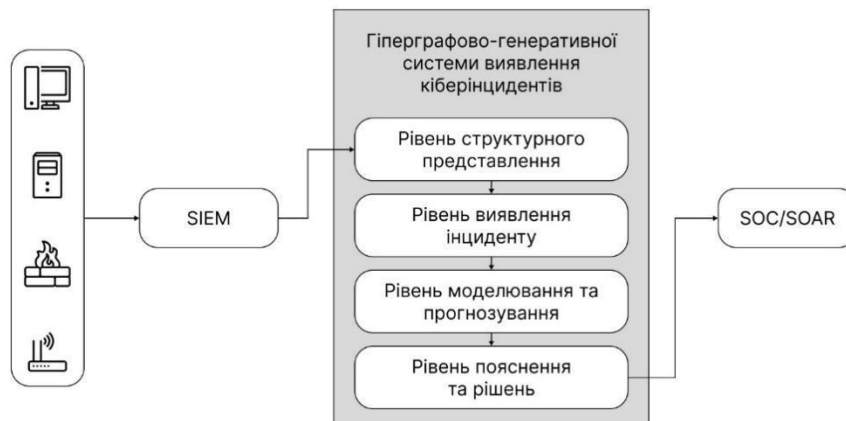 Гіперграфово-генеративної
системи виявлення
кіберінцидентів
Рівень структурного
представлення
SIEM
Рівень виявлення
інциденту
SOC/SOAR
Рівень моделювання та
прогнозування
Рівень пояснення
та рішень